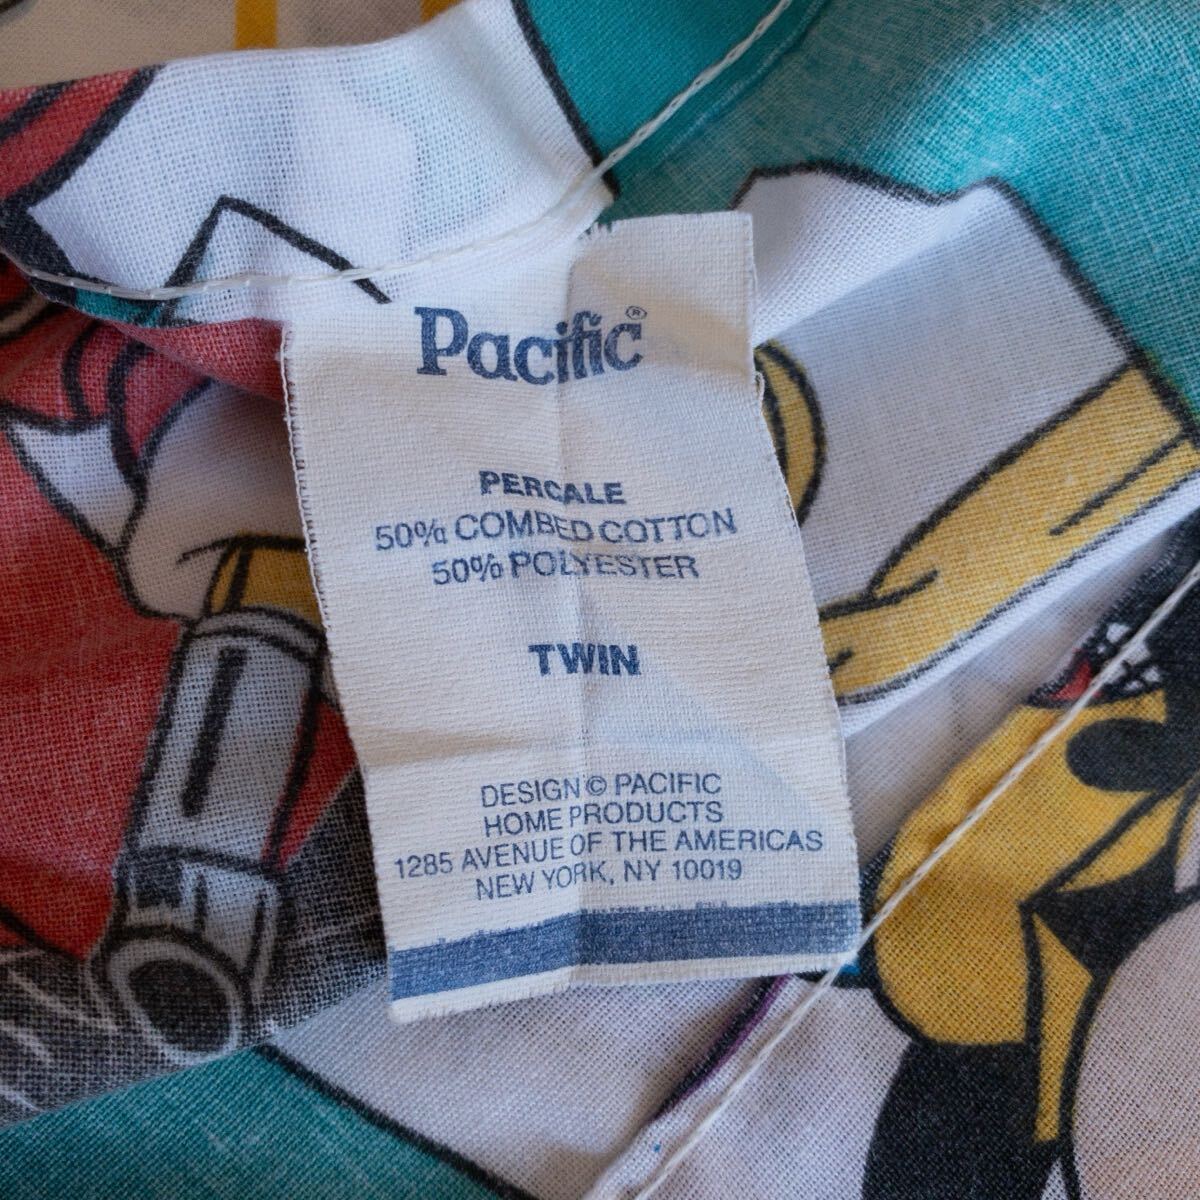 Pacific®
PERCALE
50% COMBED COTTON
50% POLYESTER
TWIN
DESIGN © PACIFIC
HOME PRODUCTS
1285 AVENUE OF THE AMERICAS
NEW YORK, NY 10019